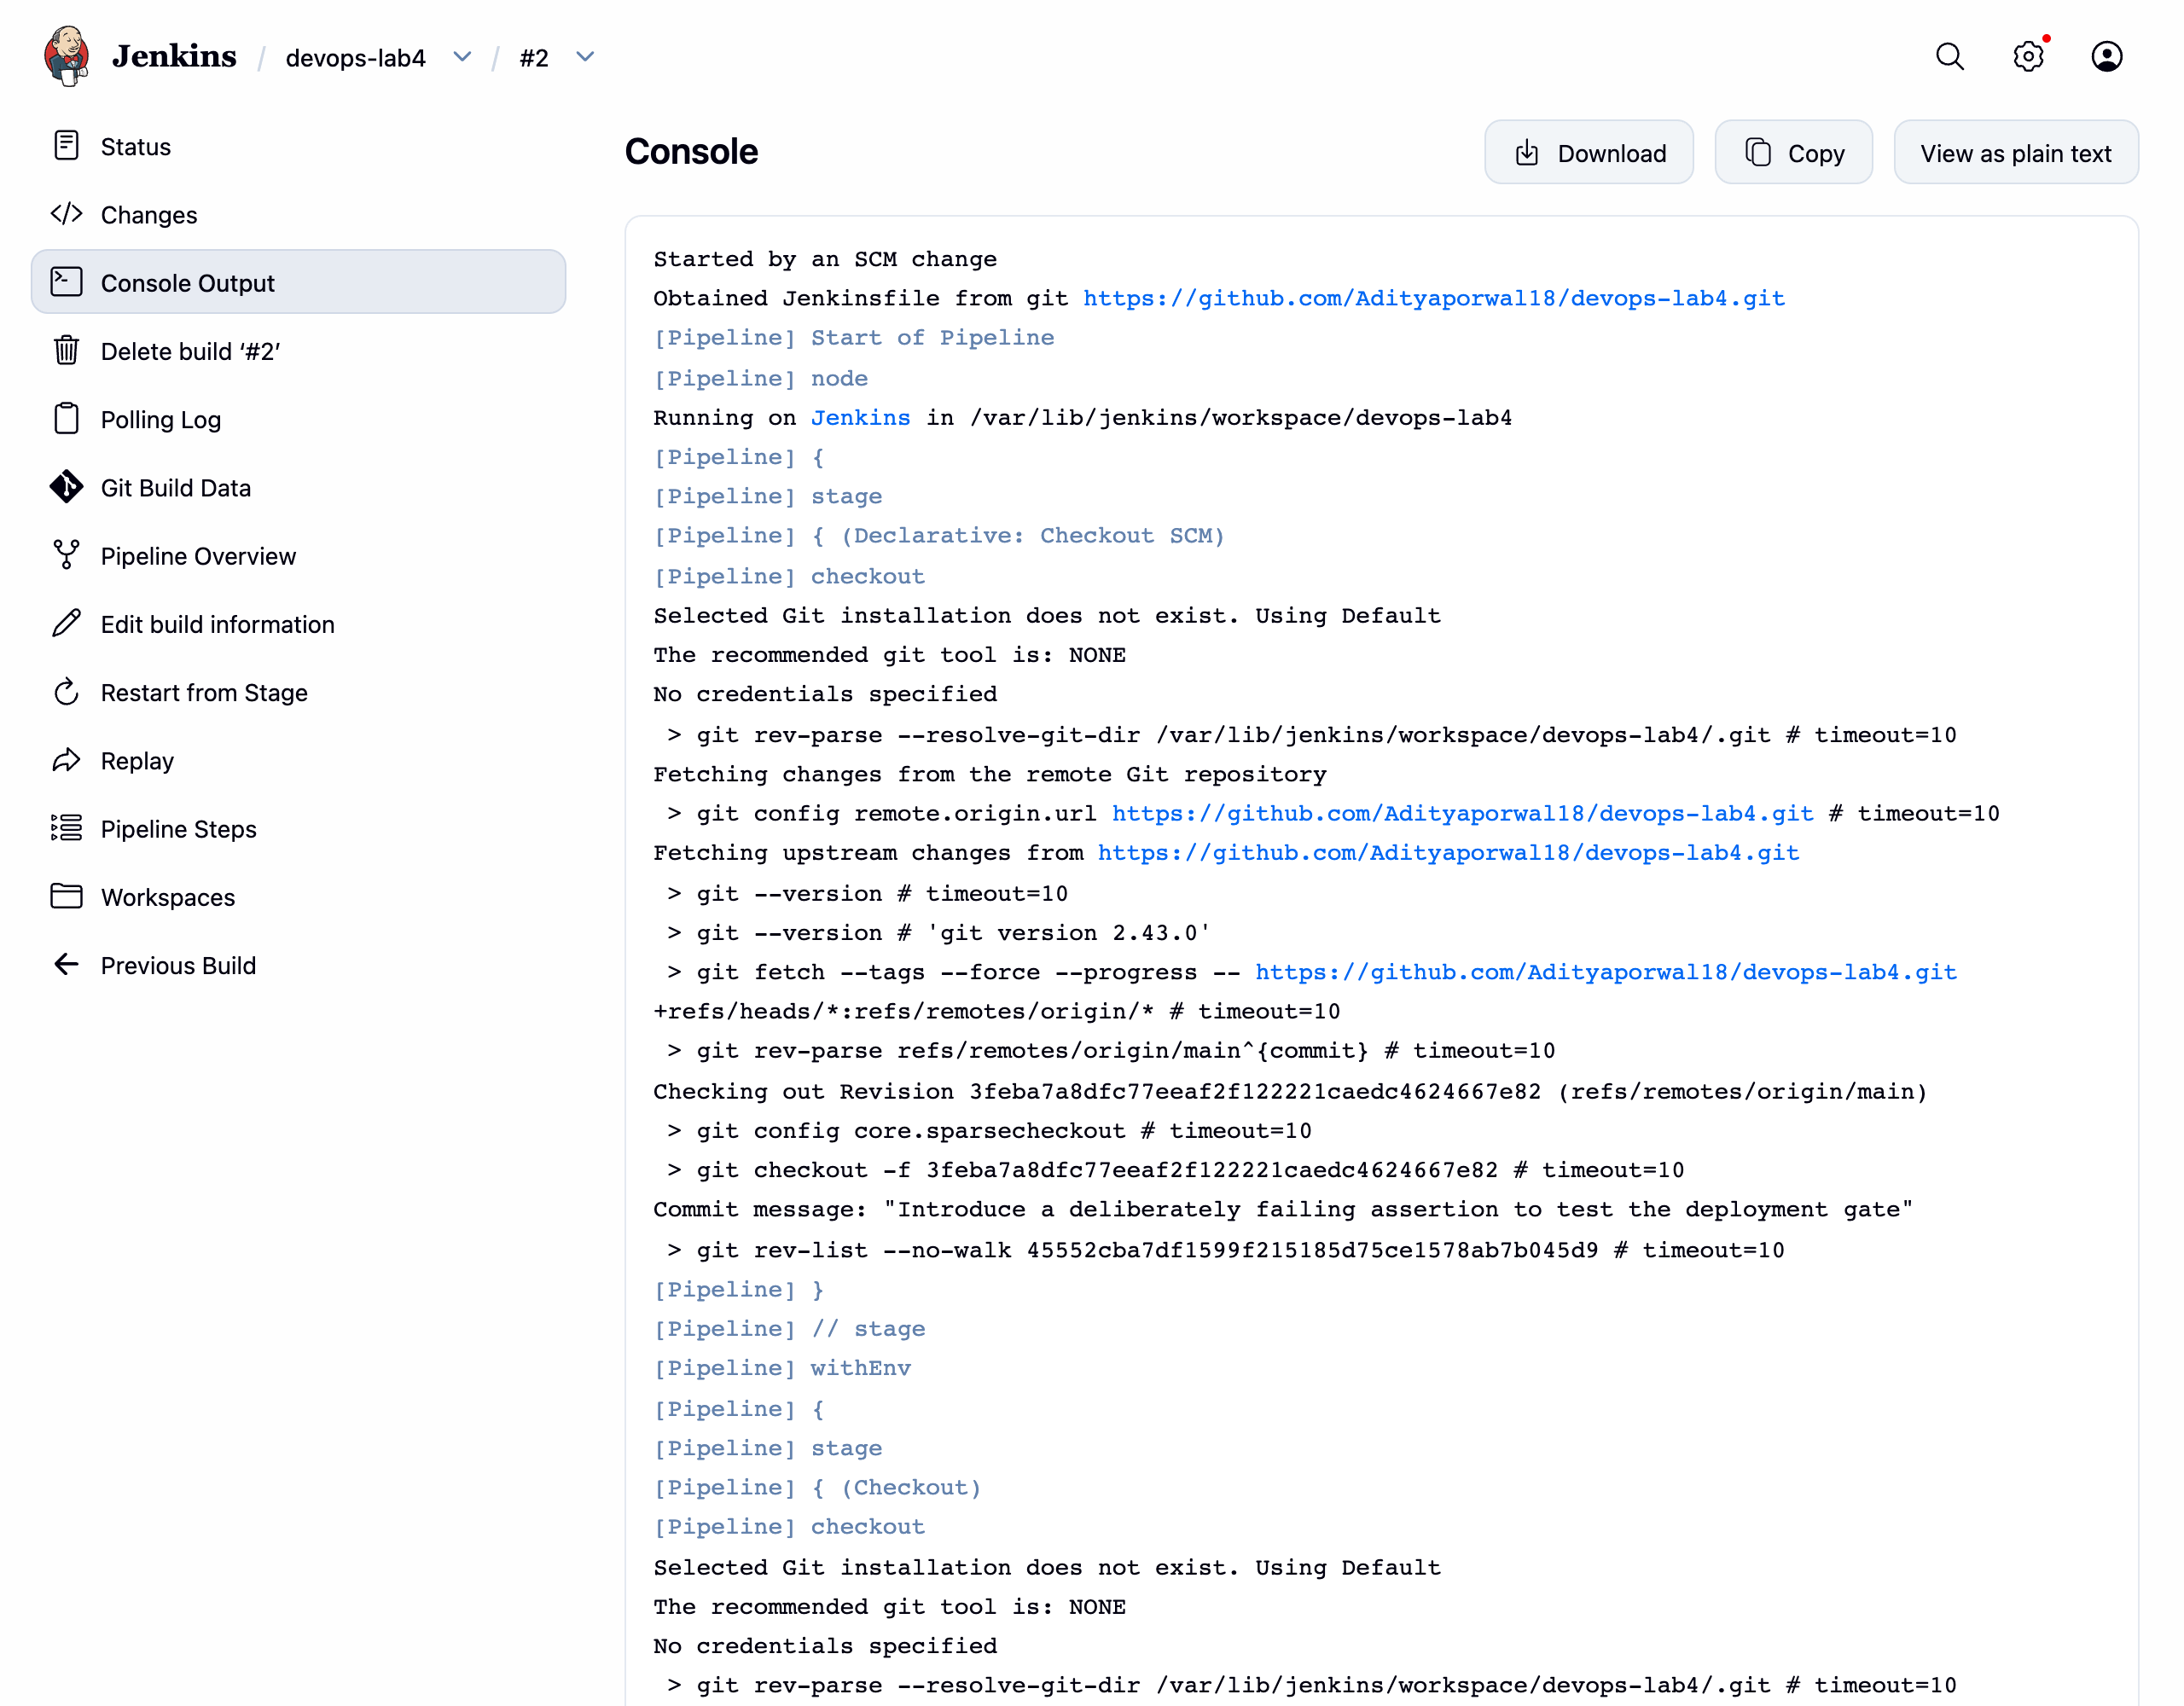 Jenkins / devops-lab4 / #2
Status
Changes
Console Output
Delete build ‘#2’
Polling Log
Git Build Data
Pipeline Overview
Edit build information
Restart from Stage
Replay
Pipeline Steps
Workspaces
Previous Build
Console
Download
Copy
View as plain text
Started by an SCM change
Obtained Jenkinsfile from git https://github.com/Adityaporwal18/devops-lab4.git
[Pipeline] Start of Pipeline
[Pipeline] node
Running on Jenkins in /var/lib/jenkins/workspace/devops-lab4
[Pipeline] {
[Pipeline] stage
[Pipeline] { (Declarative: Checkout SCM)
[Pipeline] checkout
Selected Git installation does not exist. Using Default
The recommended git tool is: NONE
No credentials specified
 > git rev-parse --resolve-git-dir /var/lib/jenkins/workspace/devops-lab4/.git # timeout=10
Fetching changes from the remote Git repository
 > git config remote.origin.url https://github.com/Adityaporwal18/devops-lab4.git # timeout=10
Fetching upstream changes from https://github.com/Adityaporwal18/devops-lab4.git
 > git --version # timeout=10
 > git --version # 'git version 2.43.0'
 > git fetch --tags --force --progress -- https://github.com/Adityaporwal18/devops-lab4.git
+refs/heads/*:refs/remotes/origin/* # timeout=10
 > git rev-parse refs/remotes/origin/main^{commit} # timeout=10
Checking out Revision 3feba7a8dfc77eeaf2f122221caedc4624667e82 (refs/remotes/origin/main)
 > git config core.sparsecheckout # timeout=10
 > git checkout -f 3feba7a8dfc77eeaf2f122221caedc4624667e82 # timeout=10
Commit message: "Introduce a deliberately failing assertion to test the deployment gate"
 > git rev-list --no-walk 45552cba7df1599f215185d75ce1578ab7b045d9 # timeout=10
[Pipeline] }
[Pipeline] // stage
[Pipeline] withEnv
[Pipeline] {
[Pipeline] stage
[Pipeline] { (Checkout)
[Pipeline] checkout
Selected Git installation does not exist. Using Default
The recommended git tool is: NONE
No credentials specified
 > git rev-parse --resolve-git-dir /var/lib/jenkins/workspace/devops-lab4/.git # timeout=10